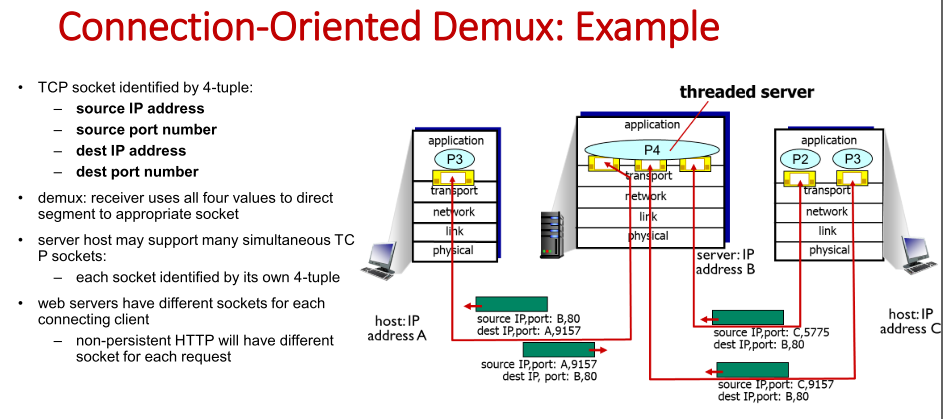 Connection-Oriented Demux: Example
• TCP socket identified by 4-tuple:
– source IP address
– source port number
– dest IP address
– dest port number
• demux: receiver uses all four values to direct
segment to appropriate socket
• server host may support many simultaneous TC
P sockets:
– each socket identified by its own 4-tuple
• web servers have different sockets for each
connecting client
– non-persistent HTTP will have different
socket for each request
threaded server
application
P3
transport
network
link
physical
host: IP
address A
application
P4
transport
network
link
physical
server: IP
address B
application
P2
P3
transport
network
link
physical
host: IP
address C
source IP,port: B,80
dest IP,port: A,9157
source IP,port: A,9157
dest IP, port: B,80
source IP,port: C,5775
dest IP,port: B,80
source IP,port: C,9157
dest IP,port: B,80